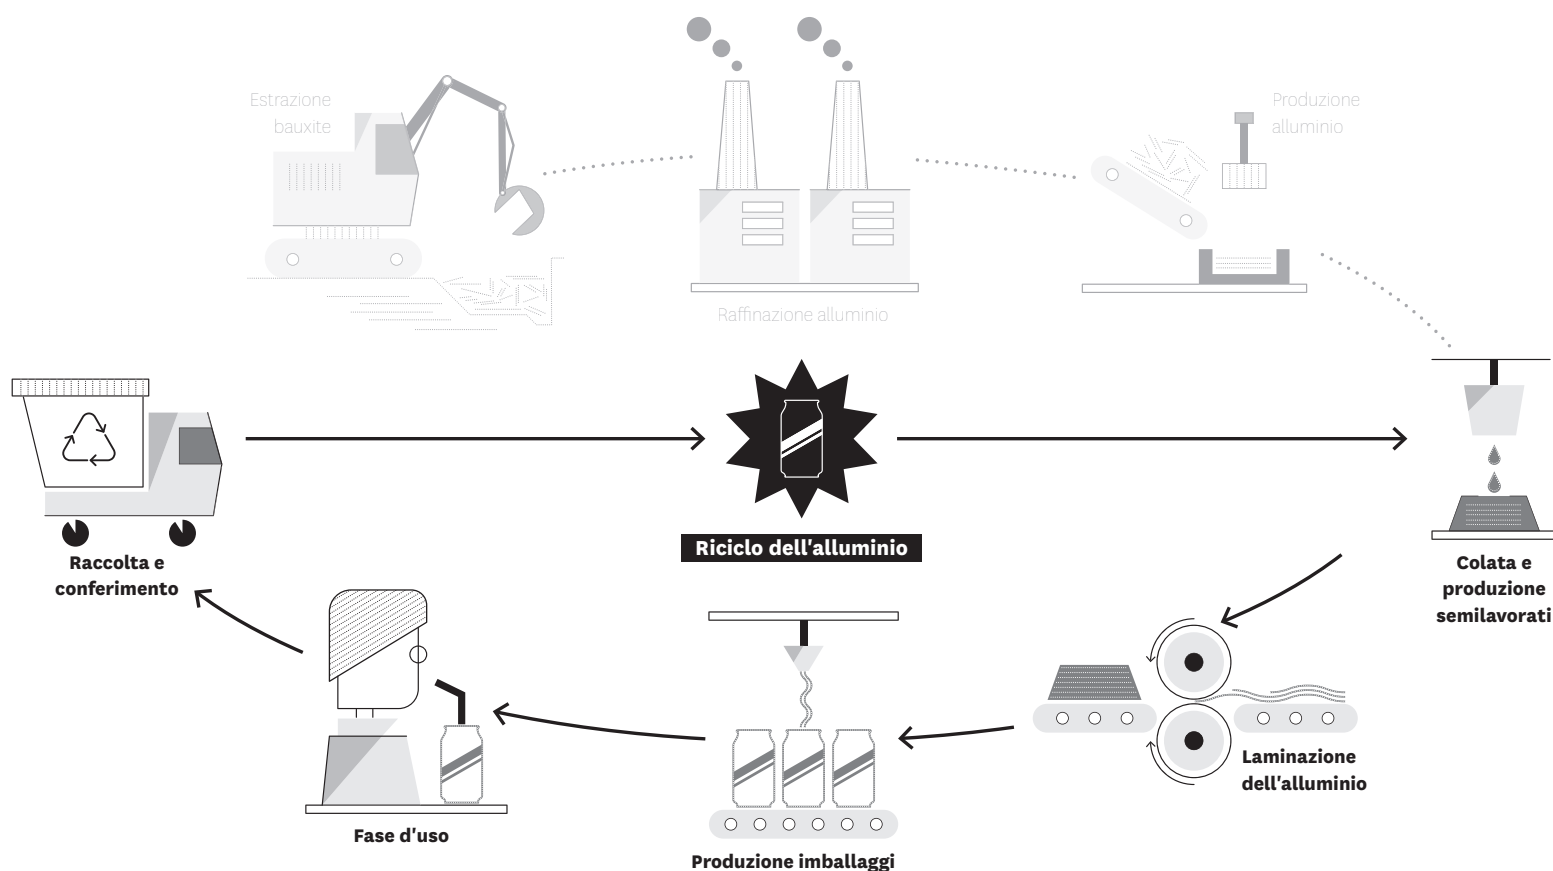 Estrazione
bauxite
Produzione
alluminio
Raffinazione alluminio
Riciclo dell'alluminio
Raccolta e
conferimento
Colata e
produzione
semilavorati
Laminazione
dell'alluminio
Fase d'uso
Produzione imballaggi